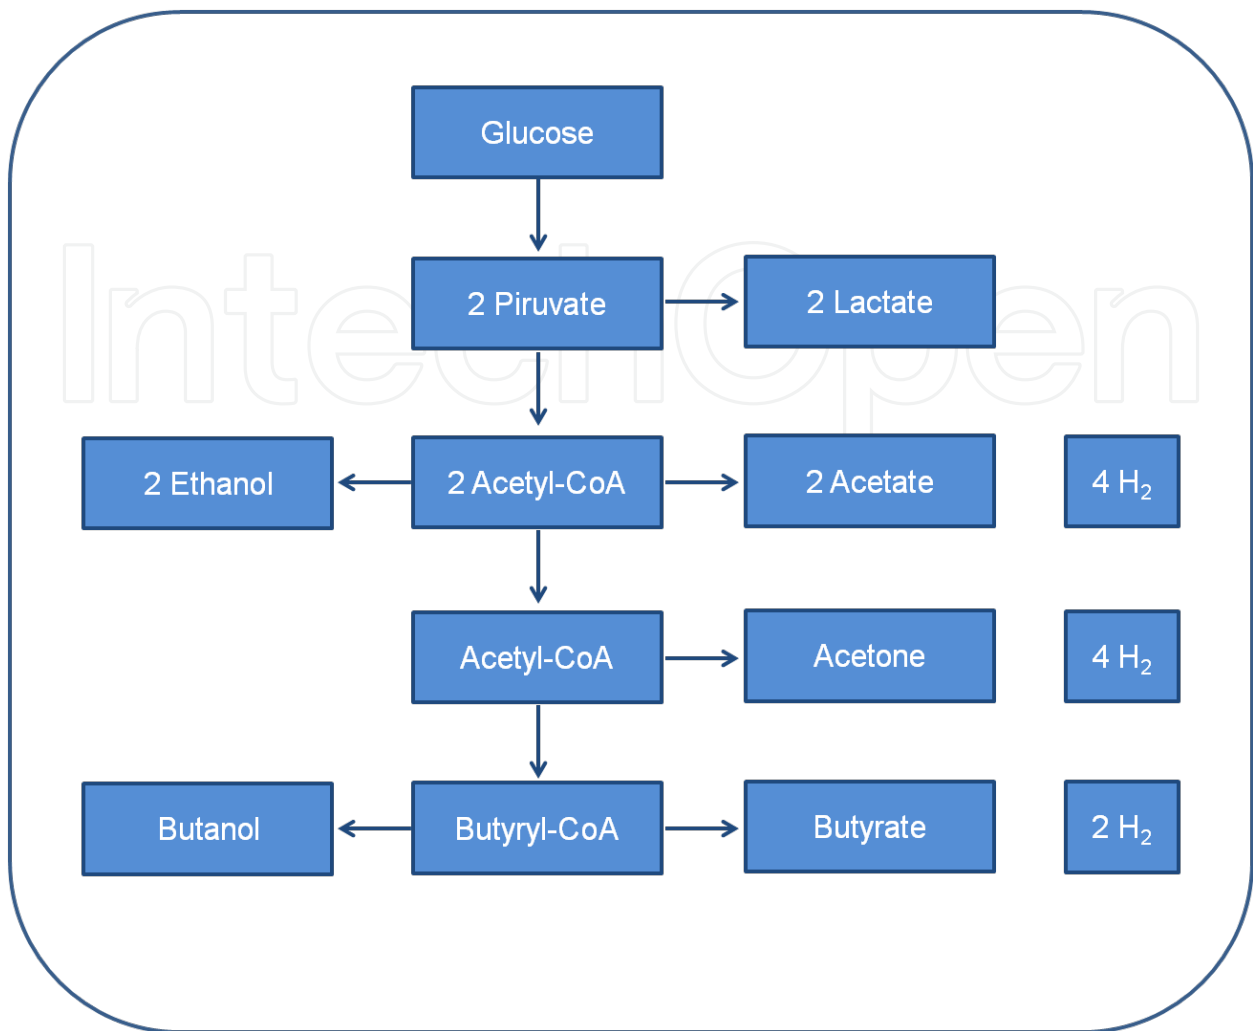 Glucose
2 Piruvate
2 Lactate
2 Ethanol
2 Acetyl-CoA
2 Acetate
4 H₂
Acetyl-CoA
Acetone
4 H₂
Butanol
Butyryl-CoA
Butyrate
2 H₂
IntechOpen